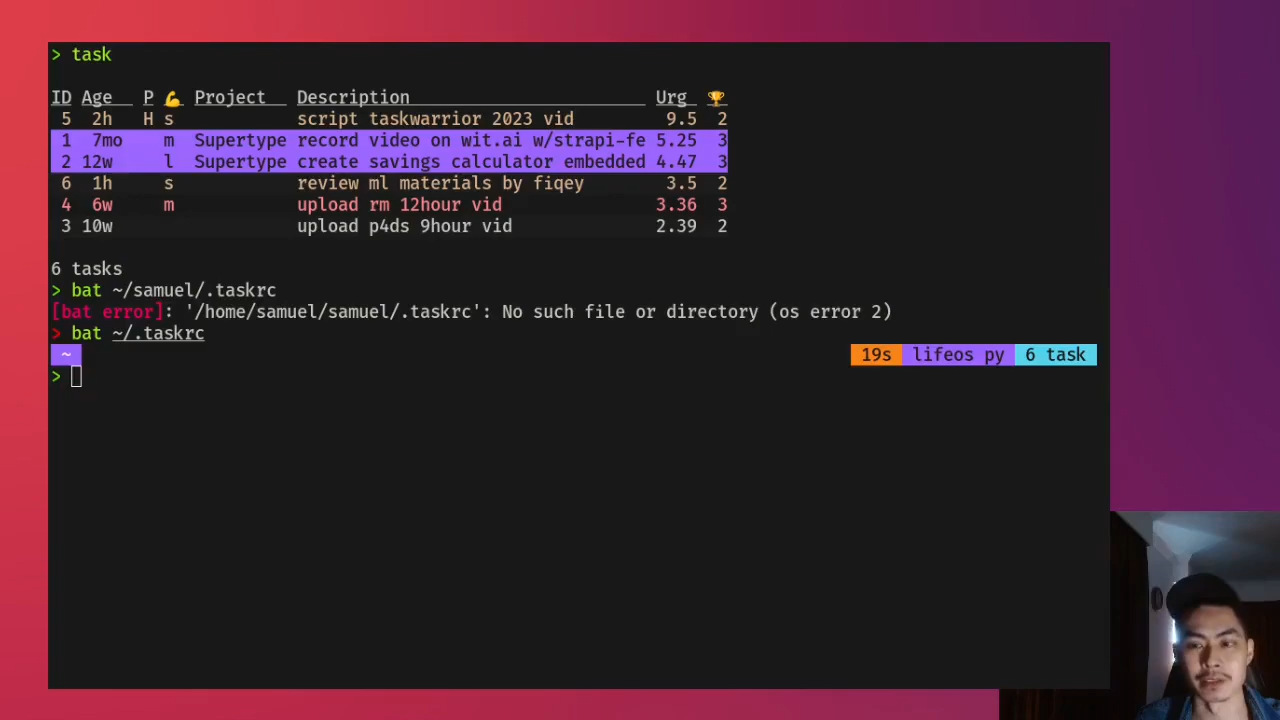 > task
ID Age P 💪 Project Description Urg 🏆
5 2h H s script taskwarrior 2023 vid 9.5 2
1 7mo m Supertype record video on wit.ai w/strapi-fe 5.25 3
2 12w l Supertype create savings calculator embedded 4.47 3
6 1h s review ml materials by fiqey 3.5 2
4 6w m upload rm 12hour vid 3.36 3
3 10w upload p4ds 9hour vid 2.39 2
6 tasks
> bat ~/samuel/.taskrc
[bat error]: '/home/samuel/samuel/.taskrc': No such file or directory (os error 2)
> bat ~/.taskrc
~ 19s lifeos py 6 task
>